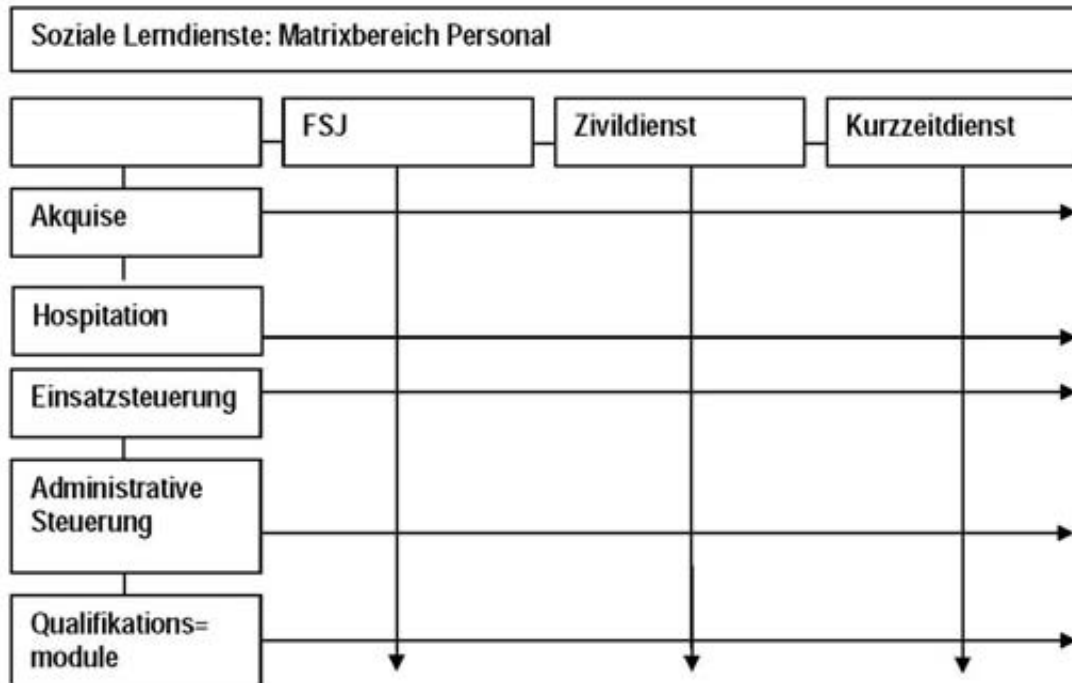 Soziale Lerndienste: Matrixbereich Personal
FSJ
Zivildienst
Kurzzeitdienst
Akquise
Hospitation
Einsatzsteuerung
Administrative
Steuerung
Qualifikations=
module